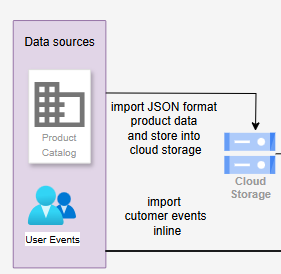 Data sources
Product
Catalog
User Events
import JSON format
product data
and store into
cloud storage
Cloud
Storage
import
cutomer events
inline